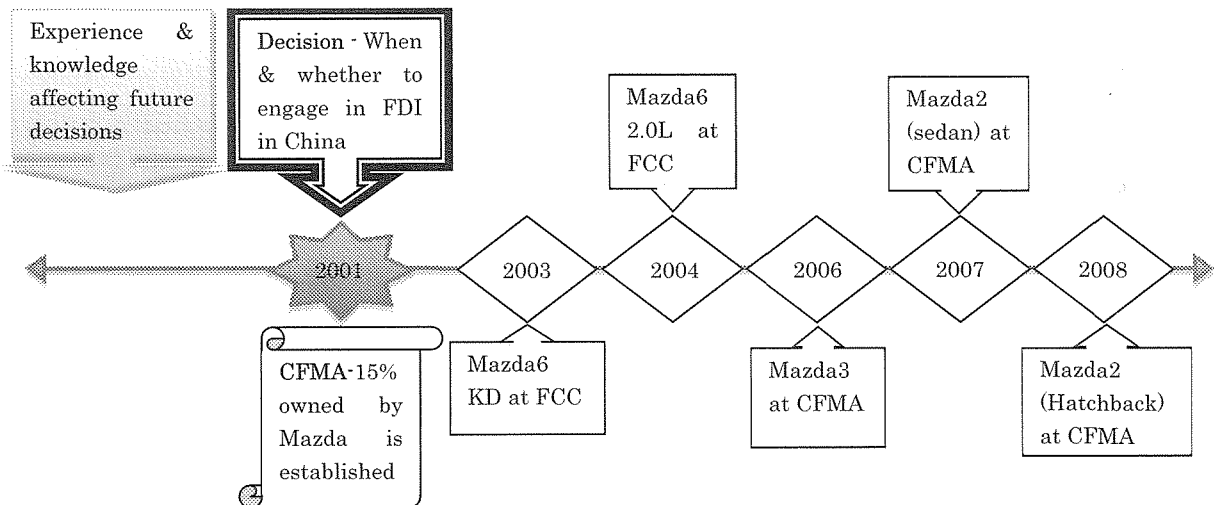 Experience &
knowledge
affecting future
decisions
Decision - When
& whether to
engage in FDI
in China
Mazda6
2.0L at
FCC
Mazda2
(sedan) at
CFMA
2001
2003
2004
2006
2007
2008
CFMA-15%
owned by
Mazda is
established
Mazda6
KD at FCC
Mazda3
at CFMA
Mazda2
(Hatchback)
at CFMA